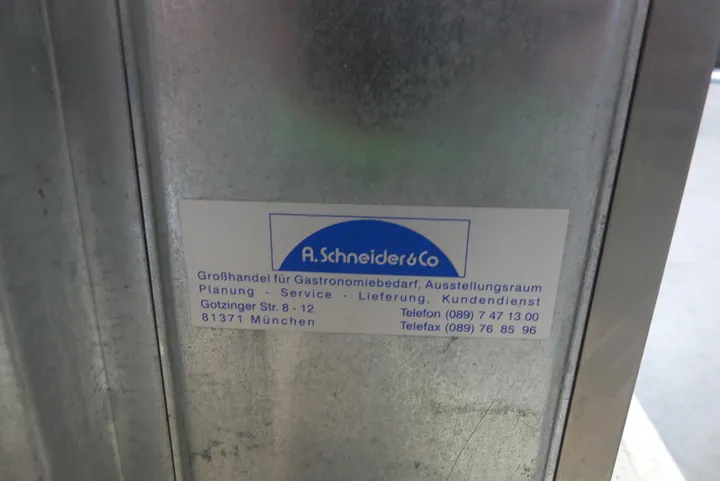 A.Schneider&Co
Großhandel für Gastronomiebedarf, Ausstellungsraum
Planung - Service - Lieferung, Kundendienst
Gotzinger Str. 8 - 12
Telefon (089) 7 47 13 00
81371 München
Telefax (089) 76 85 96